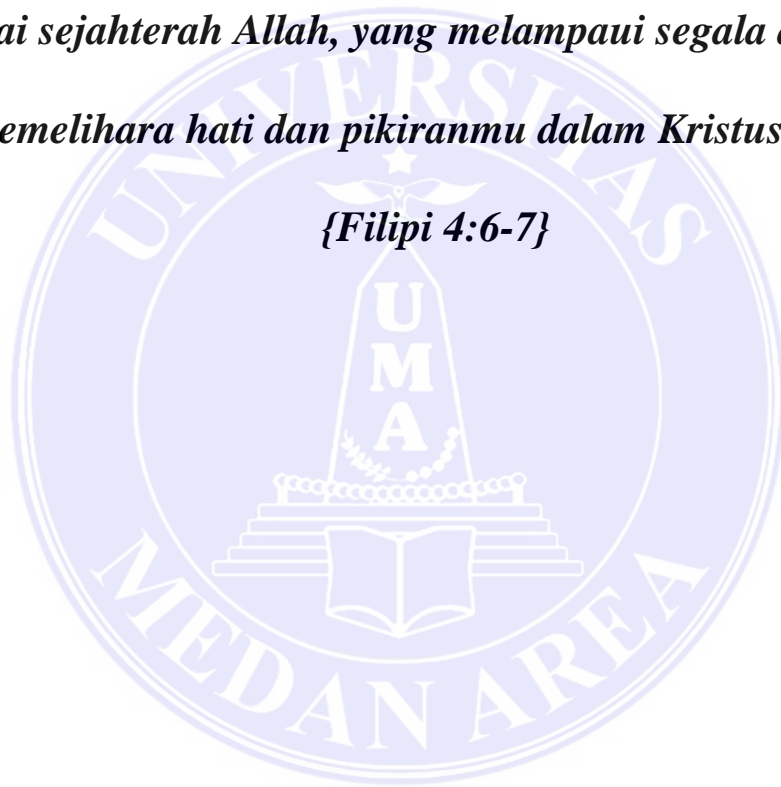 ai sejahterah Allah, yang melampaui segala
emelihara hati dan pikiranmu dalam Kristus
{Filipi 4:6-7}
UNIVERSITAS
U
M
A
MEDAN AREA